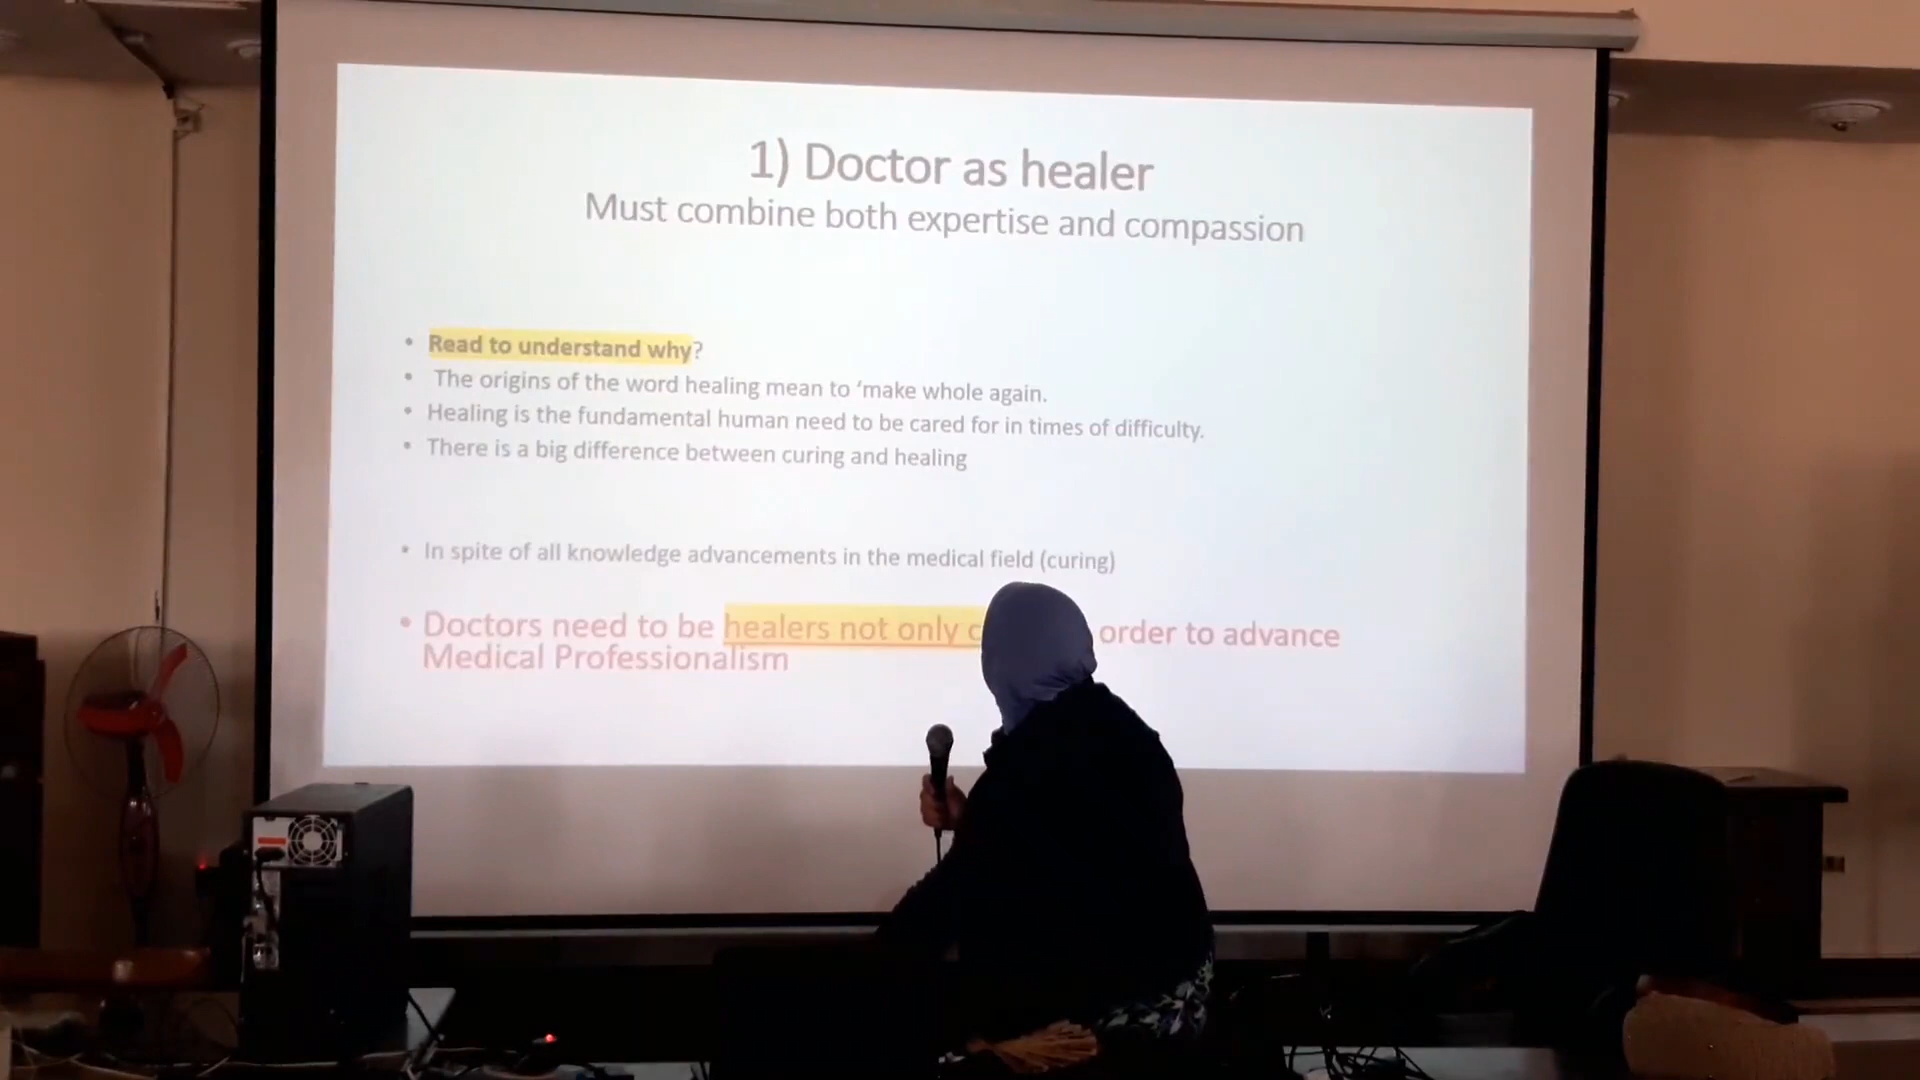 1) Doctor as healer
Must combine both expertise and compassion
• Read to understand why?
• The origins of the word healing mean to ‘make whole again.
• Healing is the fundamental human need to be cared for in times of difficulty.
• There is a big difference between curing and healing
• In spite of all knowledge advancements in the medical field (curing)
• Doctors need to be healers not only order to advance
Medical Professionalism